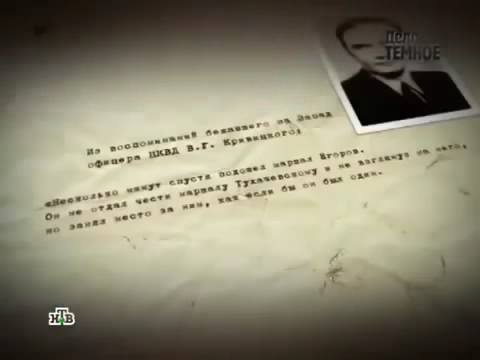 Дело
ТЕМНОЕ
Из воспоминаний бежавшего на Запад
офицера НКВД В.Г. Кривицкого:
«Несколько минут спустя подошел маршал Егоров.
Он не отдал чести маршалу Тухачевскому и не взглянул на него,
но занял место за ним, как если бы он был один.
НТВ